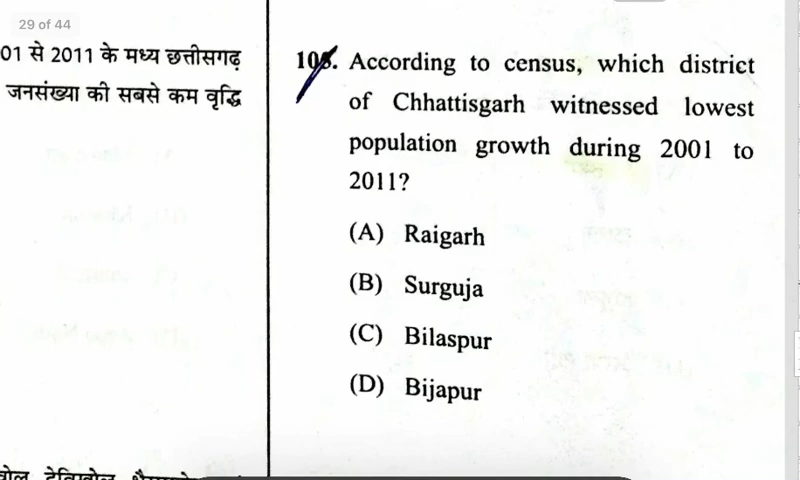 29 of 44
01 से 2011 के मध्य छत्तीसगढ़
जनसंख्या की सबसे कम वृद्धि
108. According to census, which district
of Chhattisgarh witnessed lowest
population growth during 2001 to
2011?
(A) Raigarh
(B) Surguja
(C) Bilaspur
(D) Bijapur